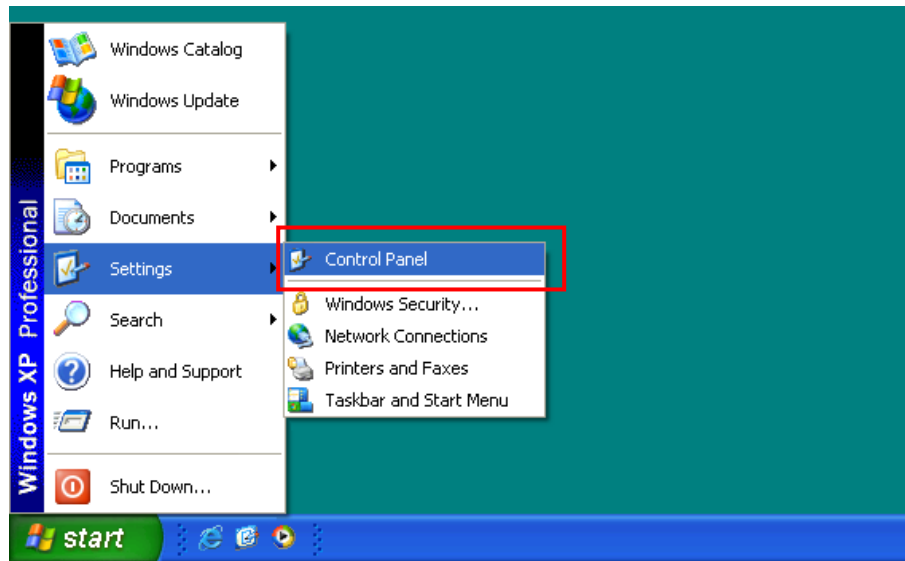 Windows XP Professional
Windows Catalog
Windows Update
Programs
Documents
Settings
Search
Help and Support
Run...
Shut Down...
Control Panel
Windows Security...
Network Connections
Printers and Faxes
Taskbar and Start Menu
start